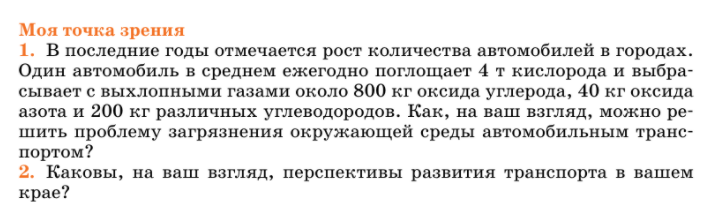 Моя точка зрения
1. В последние годы отмечается рост количества автомобилей в городах.
Один автомобиль в среднем ежегодно поглощает 4 т кислорода и выбра-
сывает с выхлопными газами около 800 кг оксида углерода, 40 кг оксида
азота и 200 кг различных углеводородов. Как, на ваш взгляд, можно ре-
шить проблему загрязнения окружающей среды автомобильным транс-
портом?
2. Каковы, на ваш взгляд, перспективы развития транспорта в вашем
крае?